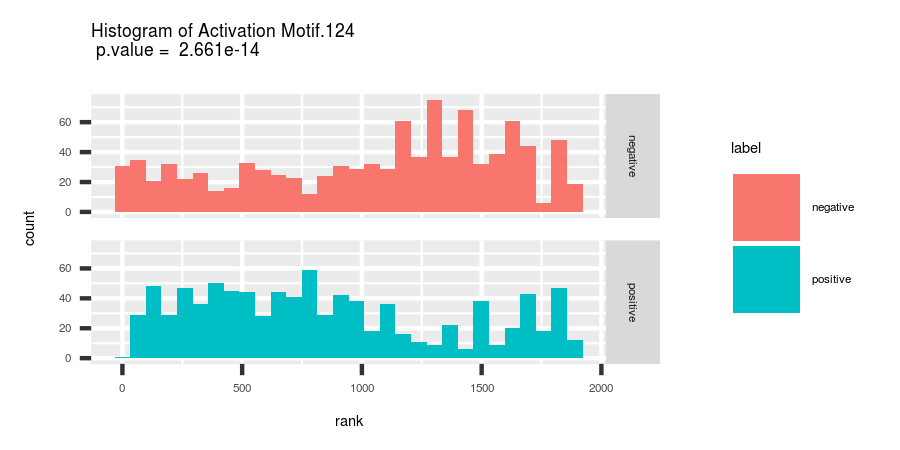 Histogram of Activation Motif.124
p.value = 2.661e-14
60
40
20
0
negative
60
40
20
0
positive
0
500
1000
1500
2000
rank
count
label
negative
positive